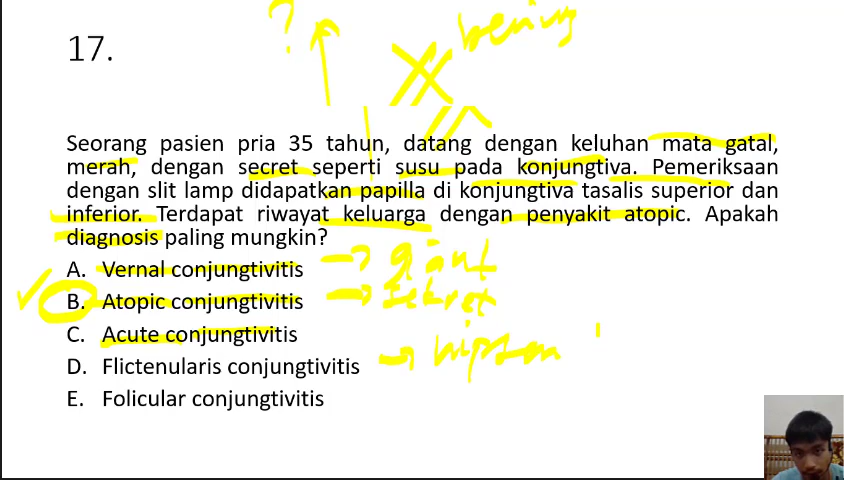 ?
bening
17.
Seorang pasien pria 35 tahun, datang dengan keluhan mata gatal,
merah, dengan secret seperti susu pada konjungtiva. Pemeriksaan
dengan slit lamp didapatkan papilla di konjungtiva tasalis superior dan
inferior. Terdapat riwayat keluarga dengan penyakit atopic. Apakah
diagnosis paling mungkin?
A. Vernal conjungtivitis → giant
B. Atopic conjungtivitis → sekret
C. Acute conjungtivitis
D. Flictenularis conjungtivitis →
E. Folicular conjungtivitis